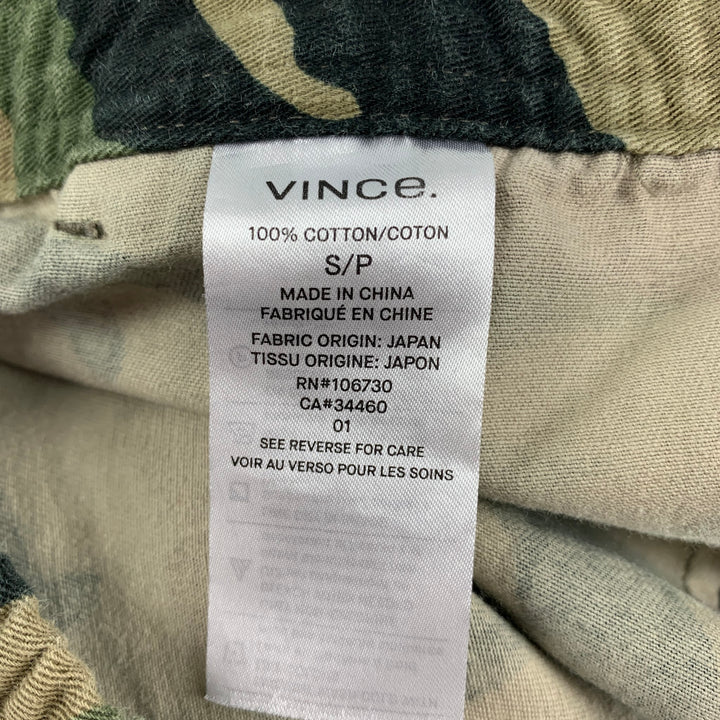 VINCe.
100% COTTON/COTON
S/P
MADE IN CHINA
FABRIQUÉ EN CHINE
FABRIC ORIGIN: JAPAN
TISSU ORIGINE: JAPON
RN#106730
CA#34460
01
SEE REVERSE FOR CARE
VOIR AU VERSO POUR LES SOINS